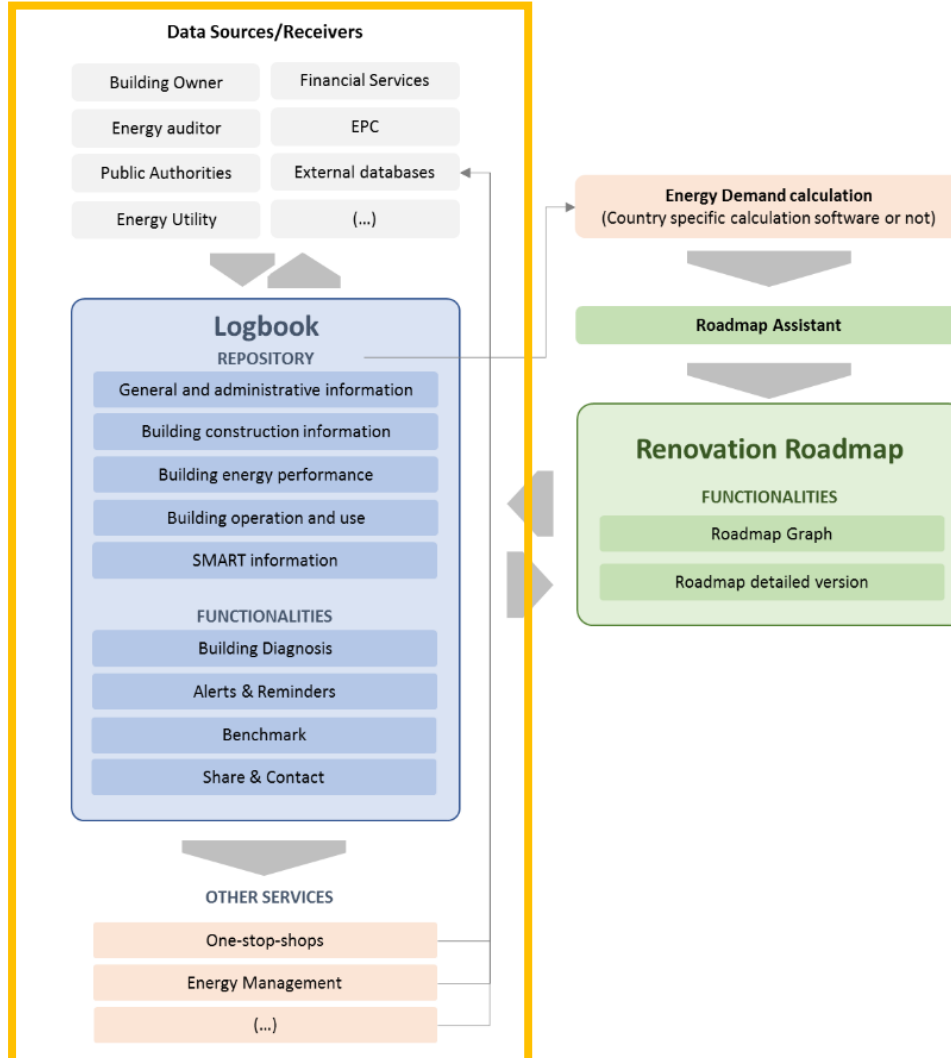 Data Sources/Receivers
Building Owner
Financial Services
Energy auditor
EPC
Public Authorities
External databases
Energy Utility
(...)
Logbook
REPOSITORY
General and administrative information
Building construction information
Building energy performance
Building operation and use
SMART information
FUNCTIONALITIES
Building Diagnosis
Alerts & Reminders
Benchmark
Share & Contact
OTHER SERVICES
One-stop-shops
Energy Management
(...)
Energy Demand calculation
(Country specific calculation software or not)
Roadmap Assistant
Renovation Roadmap
FUNCTIONALITIES
Roadmap Graph
Roadmap detailed version